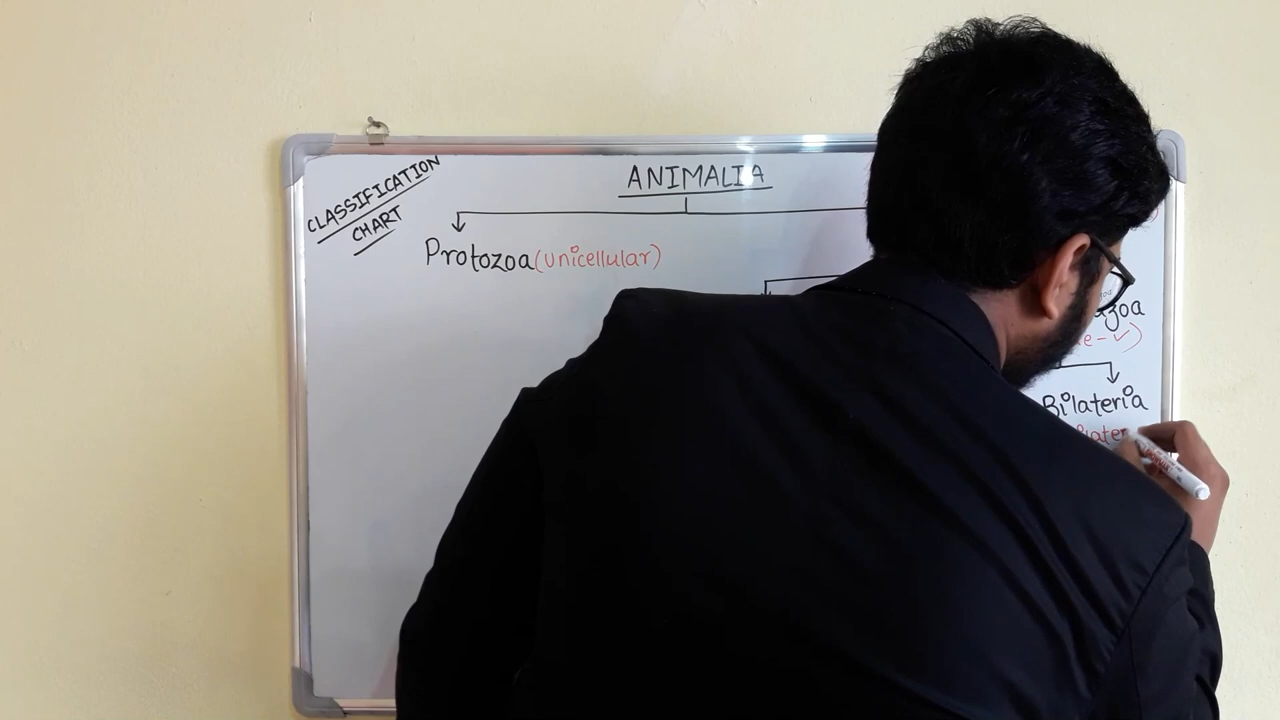 CLASSIFICATION
CHART
ANIMALIA
Protozoa (unicellular)
Bilateria